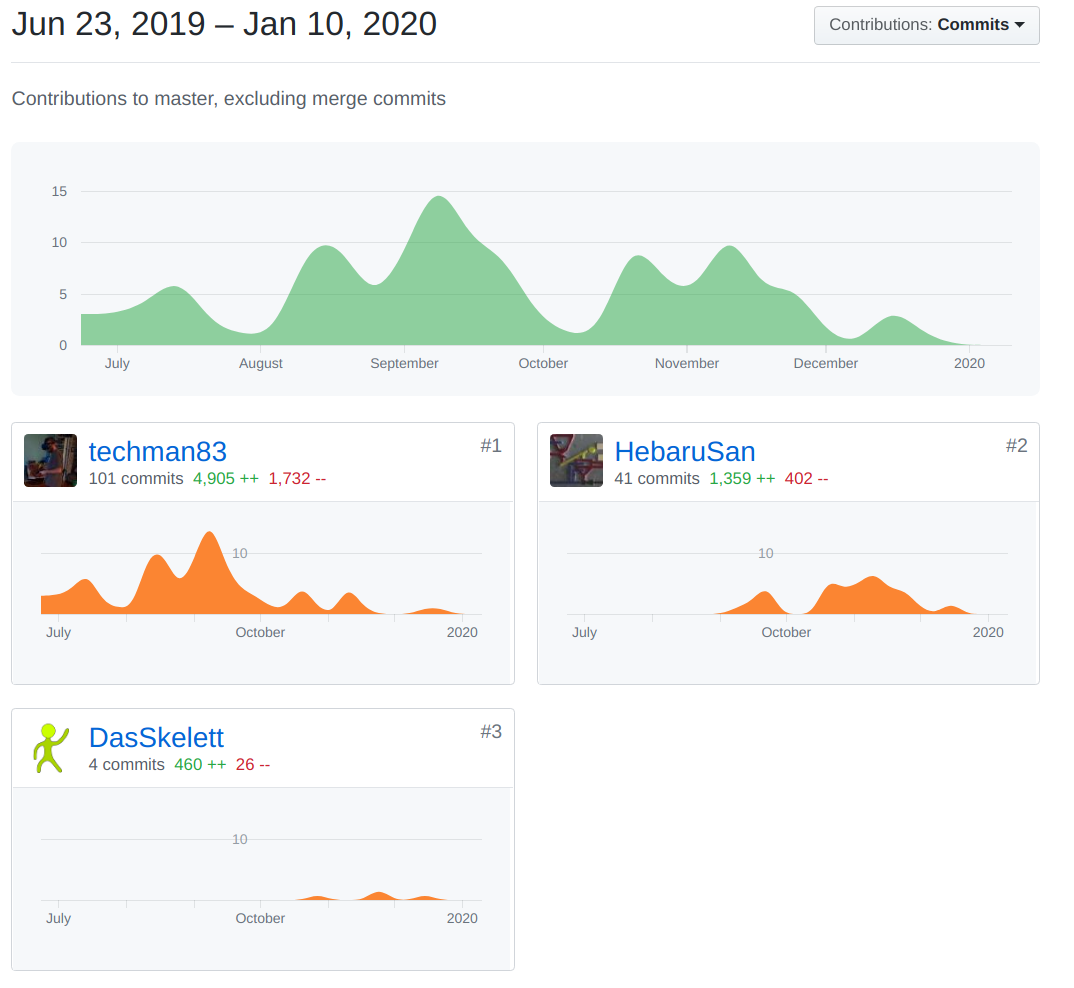 Jun 23, 2019 – Jan 10, 2020
Contributions: Commits
Contributions to master, excluding merge commits
15
10
5
0
July August September October November December 2020
techman83 #1
101 commits 4,905 ++ 1,732 --
10
July October 2020
HebaruSan #2
41 commits 1,359 ++ 402 --
10
July October 2020
DasSkelett #3
4 commits 460 ++ 26 --
10
July October 2020